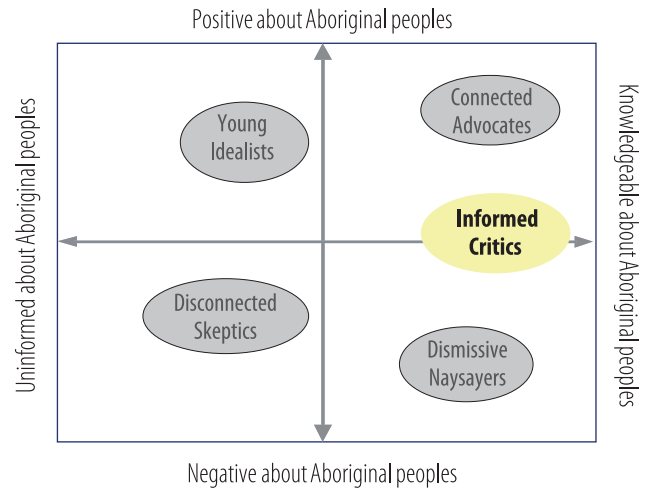 Positive about Aboriginal peoples
Young
Idealists
Connected
Advocates
Uninformed about Aboriginal peoples
Knowledgeable about Aboriginal peoples
Informed
Critics
Disconnected
Skeptics
Dismissive
Naysayers
Negative about Aboriginal peoples